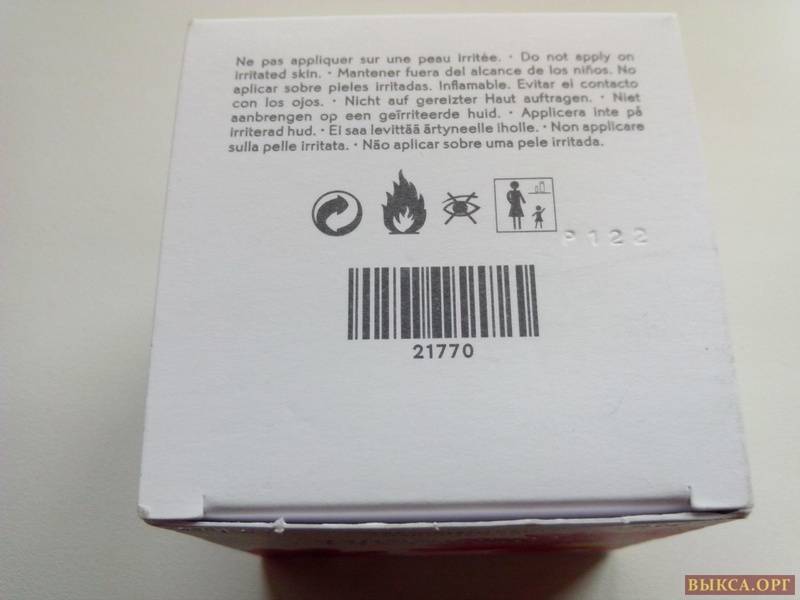 Ne pas appliquer sur une peau irritée. • Do not apply on
irritated skin. • Mantener fuera del alcance de los niños. No
aplicar sobre pieles irritadas. Inflamable. Evitar el contacto
con los ojos. • Nicht auf gereizter Haut auftragen. • Niet
aanbrengen op een geïrriteerde huid. • Applicera inte på
irriterad hud. • Ei saa levittää ärtyneelle iholle. • Non applicare
sulla pelle irritata. • Não aplicar sobre uma pele irritada.
P122
21770
ВЫКСА.ОРГ